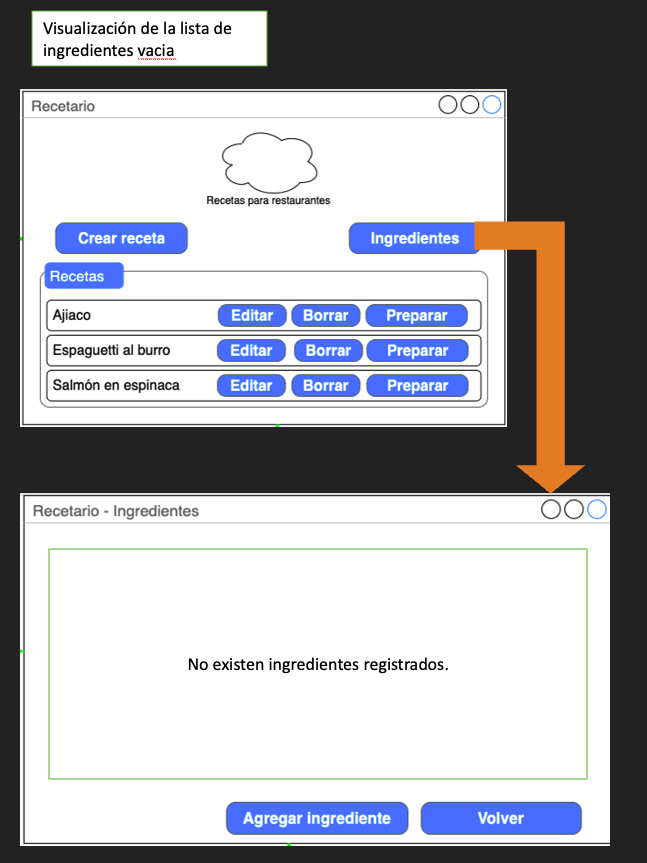 Visualización de la lista de
ingredientes vacia
Recetario
Recetas para restaurantes
Crear receta Ingredientes
Recetas
Ajiaco Editar Borrar Preparar
Espaguetti al burro Editar Borrar Preparar
Salmón en espinaca Editar Borrar Preparar
Recetario - Ingredientes
No existen ingredientes registrados.
Agregar ingrediente Volver